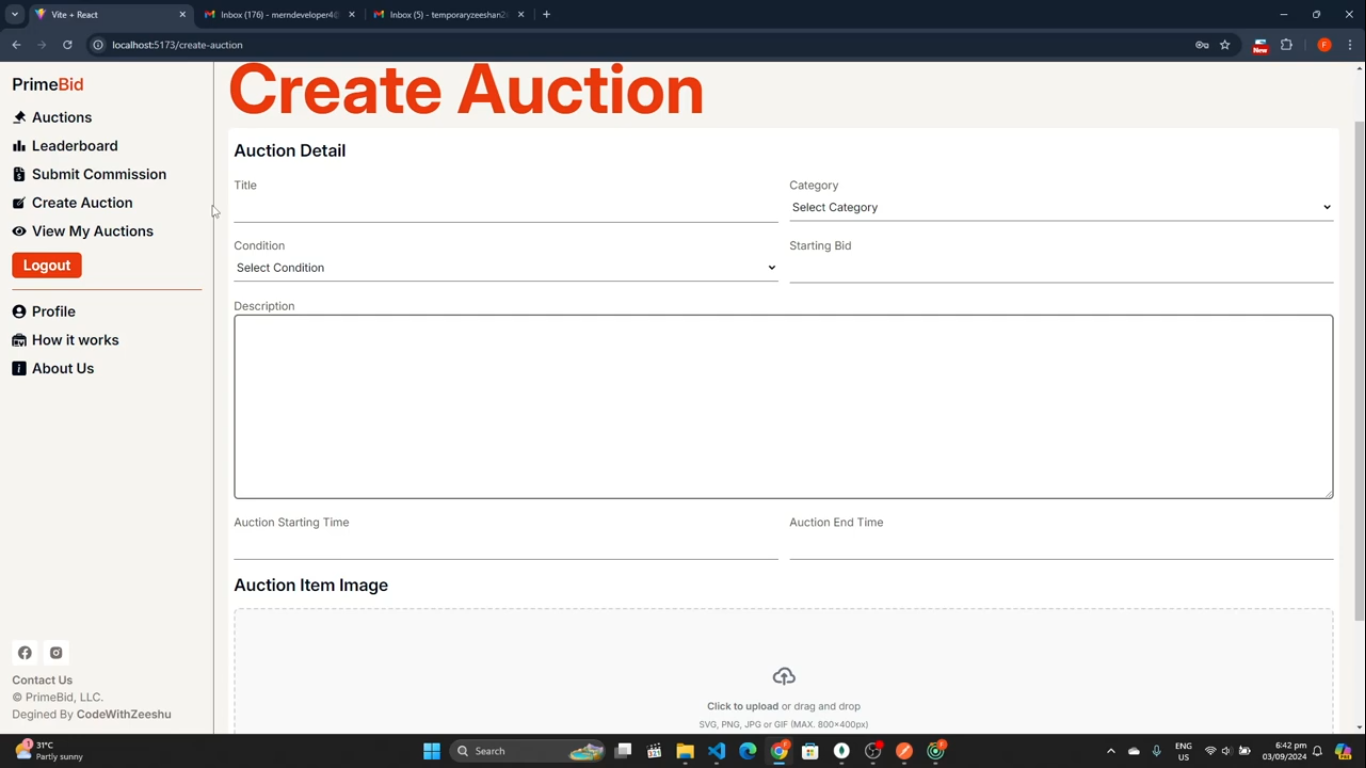 Vite + React
Inbox (176) - merndeveloper4@
Inbox (5) - temporaryzeeshan2
localhost:5173/create-auction
New
F
PrimeBid
Auctions
Leaderboard
Submit Commission
Create Auction
View My Auctions
Logout
Profile
How it works
About Us
Contact Us
© PrimeBid, LLC.
Degined By CodeWithZeeshu
Create Auction
Auction Detail
Title
Category
Select Category
Condition
Starting Bid
Select Condition
Description
Auction Starting Time
Auction End Time
Auction Item Image
Click to upload or drag and drop
SVG, PNG, JPG or GIF (MAX. 800×400px)
1
31°C
Partly sunny
Search
ENG
US
6:42 pm
03/09/2024